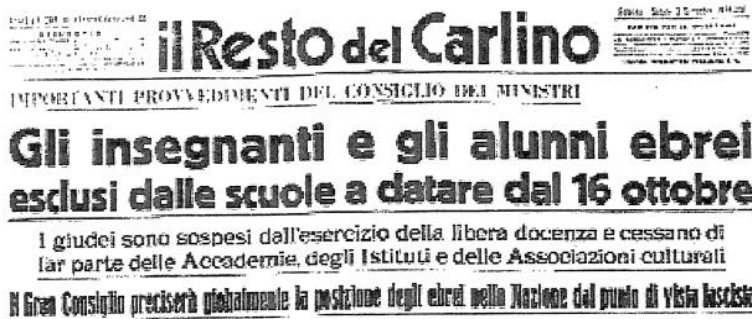 il Resto del Carlino
IMPORTANTI PROVVEDIMENTI DEL CONSIGLIO DEI MINISTRI
Gli insegnanti e gli alunni ebrei
esclusi dalle scuole a datare dal 16 ottobre
I giudei sono sospesi dall'esercizio della libera docenza e cessano di
far parte delle Accademie, degli Istituti e delle Associazioni culturali
Il Gran Consiglio preciserà globalmente la posizione degli ebrei nella Nazione dal punto di vista fascista